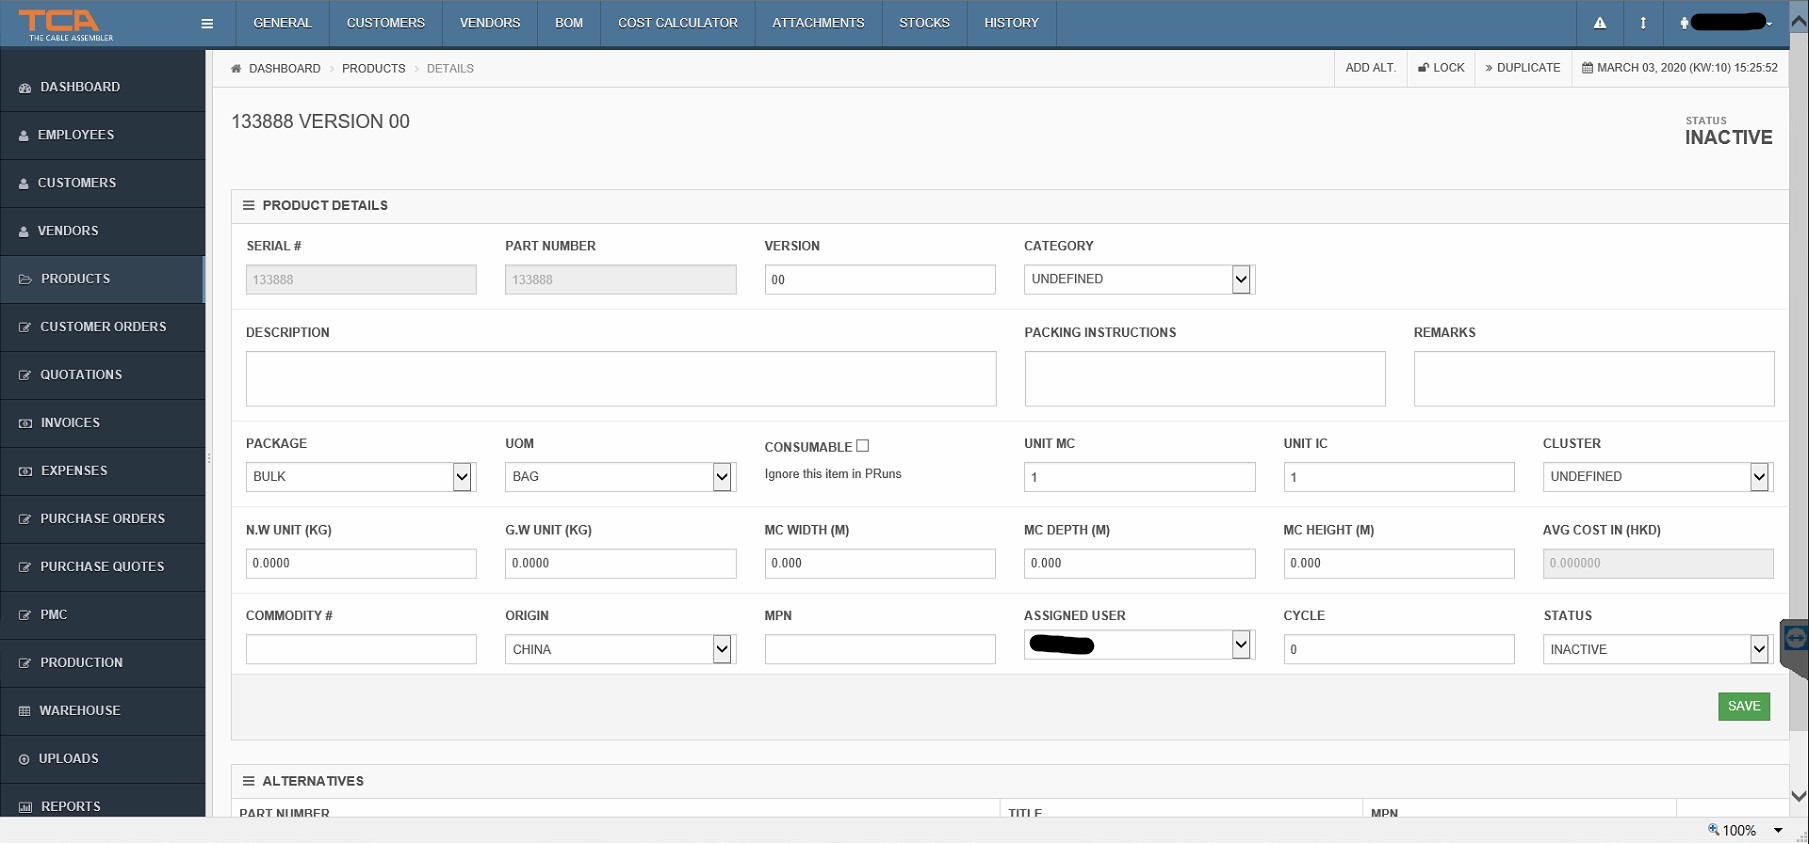 TCA
THE CABLE ASSEMBLER
GENERAL CUSTOMERS VENDORS BOM COST CALCULATOR ATTACHMENTS STOCKS HISTORY
DASHBOARD PRODUCTS DETAILS
ADD ALT. LOCK » DUPLICATE MARCH 03, 2020 (KW:10) 15:25:52
DASHBOARD
EMPLOYEES
CUSTOMERS
VENDORS
PRODUCTS
CUSTOMER ORDERS
QUOTATIONS
INVOICES
EXPENSES
PURCHASE ORDERS
PURCHASE QUOTES
PMC
PRODUCTION
WAREHOUSE
UPLOADS
REPORTS
133888 VERSION 00
STATUS
INACTIVE
PRODUCT DETAILS
SERIAL # PART NUMBER VERSION CATEGORY
133888 133888 00 UNDEFINED
DESCRIPTION PACKING INSTRUCTIONS REMARKS
PACKAGE UOM CONSUMABLE UNIT MC UNIT IC CLUSTER
BULK BAG Ignore this item in PRuns 1 1 UNDEFINED
N.W UNIT (KG) G.W UNIT (KG) MC WIDTH (M) MC DEPTH (M) MC HEIGHT (M) AVG COST IN (HKD)
0.0000 0.0000 0.000 0.000 0.000 0.000000
COMMODITY # ORIGIN MPN ASSIGNED USER CYCLE STATUS
CHINA 0 INACTIVE
SAVE
ALTERNATIVES
PART NUMBER TITLE MPN
100%